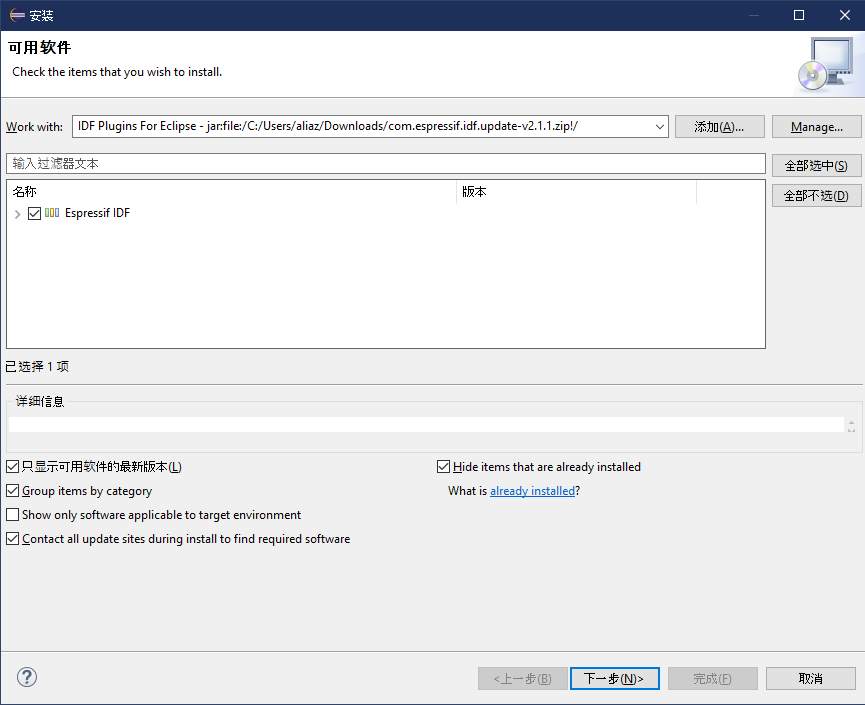 安装
可用软件
Check the items that you wish to install.
Work with: IDF Plugins For Eclipse - jar:file:/C:/Users/aliaz/Downloads/com.espressif.idf.update-v2.1.1.zip!/ 添加(A)... Manage...
输入过滤器文本 全部选中(S)
名称 版本 全部不选(D)
Espressif IDF
已选择 1 项
详细信息
只显示可用软件的最新版本(L) Hide items that are already installed
Group items by category What is already installed?
Show only software applicable to target environment
Contact all update sites during install to find required software
? <上一步(B) 下一步(N)> 完成(F) 取消